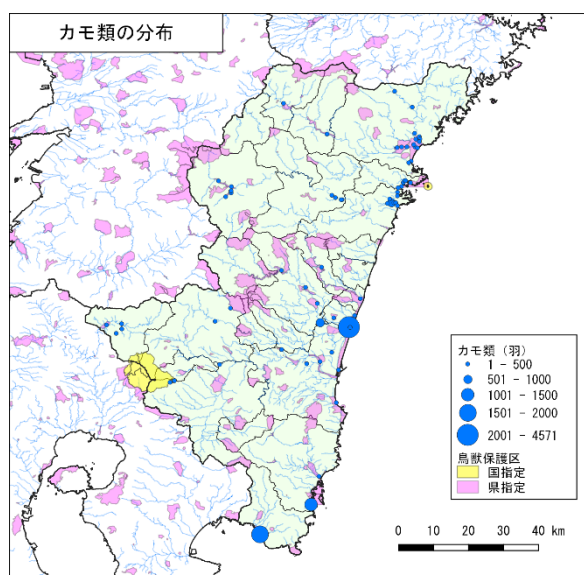 カモ類の分布
カモ類（羽）
1 - 500
501 - 1000
1001 - 1500
1501 - 2000
2001 - 4571
鳥獣保護区
国指定
県指定
0 10 20 30 40 km